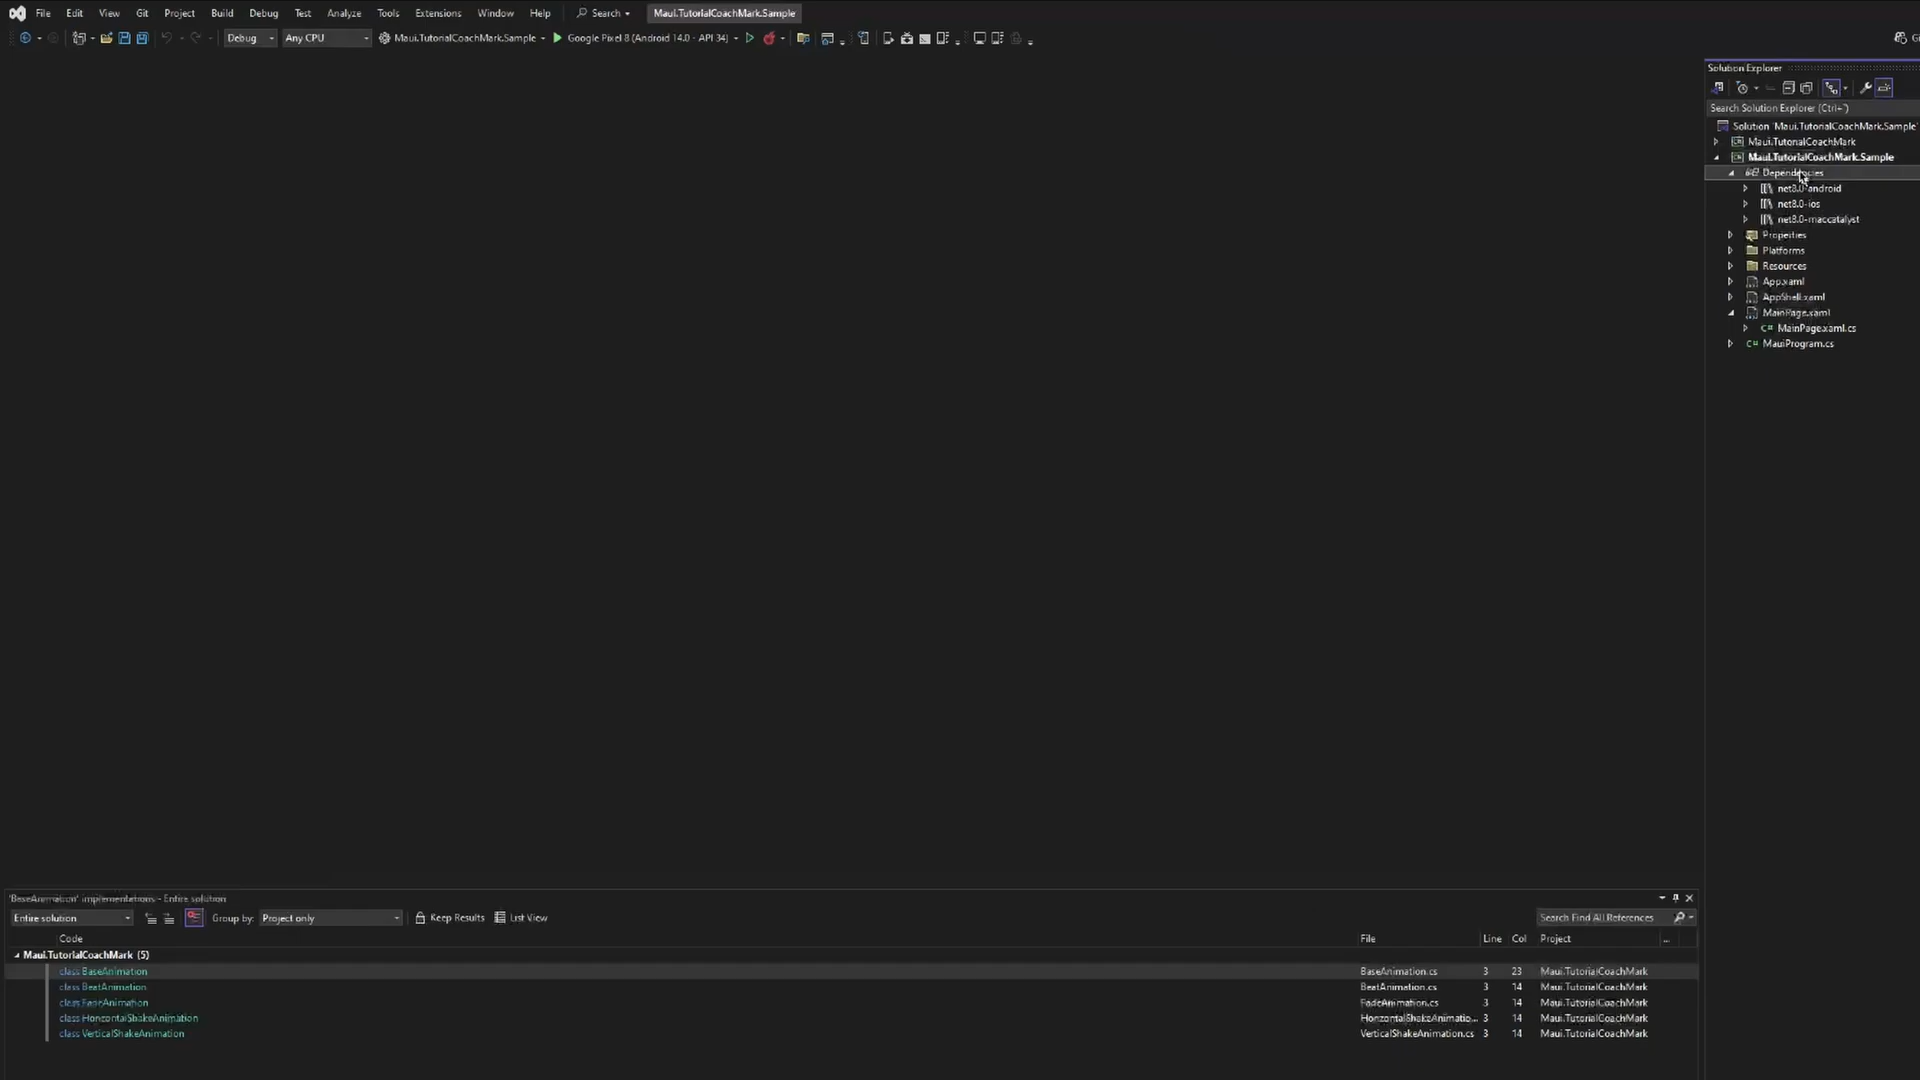 File Edit View Git Project Build Debug Test Analyze Tools Extensions Window Help Search Maui.TutorialCoachMark.Sample
Debug Any CPU Maui.TutorialCoachMark.Sample Google Pixel 8 (Android 14.0 - API 34)
Solution Explorer
Search Solution Explorer (Ctrl+¨)
Solution 'Maui.TutorialCoachMark.Sample'
Maui.TutorialCoachMark
Maui.TutorialCoachMark.Sample
Dependencies
net8.0-android
net8.0-ios
net8.0-maccatalyst
Properties
Platforms
Resources
App.xaml
AppShell.xaml
MainPage.xaml
MainPage.xaml.cs
MauiProgram.cs
'BaseAnimation' implementations - Entire solution
Entire solution Group by: Project only Keep Results List View Search Find All References
Code File Line Col Project ...
Maui.TutorialCoachMark (5)
class BaseAnimation BaseAnimation.cs 3 23 Maui.TutorialCoachMark
class BeatAnimation BeatAnimation.cs 3 14 Maui.TutorialCoachMark
class FadeAnimation FadeAnimation.cs 3 14 Maui.TutorialCoachMark
class HorizontalShakeAnimation HorizontalShakeAnimatio... 3 14 Maui.TutorialCoachMark
class VerticalShakeAnimation VerticalShakeAnimation.cs 3 14 Maui.TutorialCoachMark